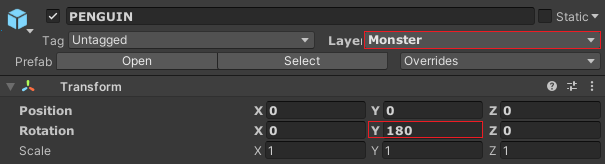 PENGUIN Static
Tag Untagged Layer Monster
Prefab Open Select Overrides
Transform
Position X 0 Y 0 Z 0
Rotation X 0 Y 180 Z 0
Scale X 1 Y 1 Z 1